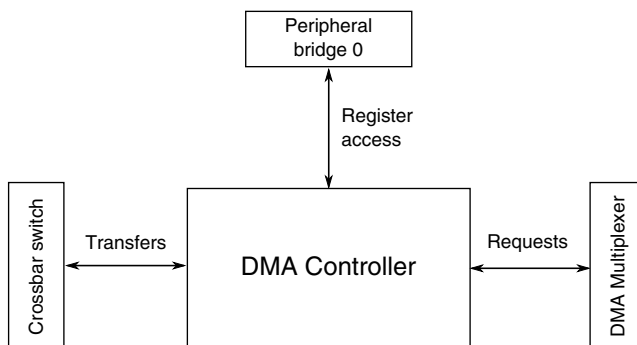 Peripheral
bridge 0
Register
access
Crossbar switch
Transfers
DMA Controller
Requests
DMA Multiplexer